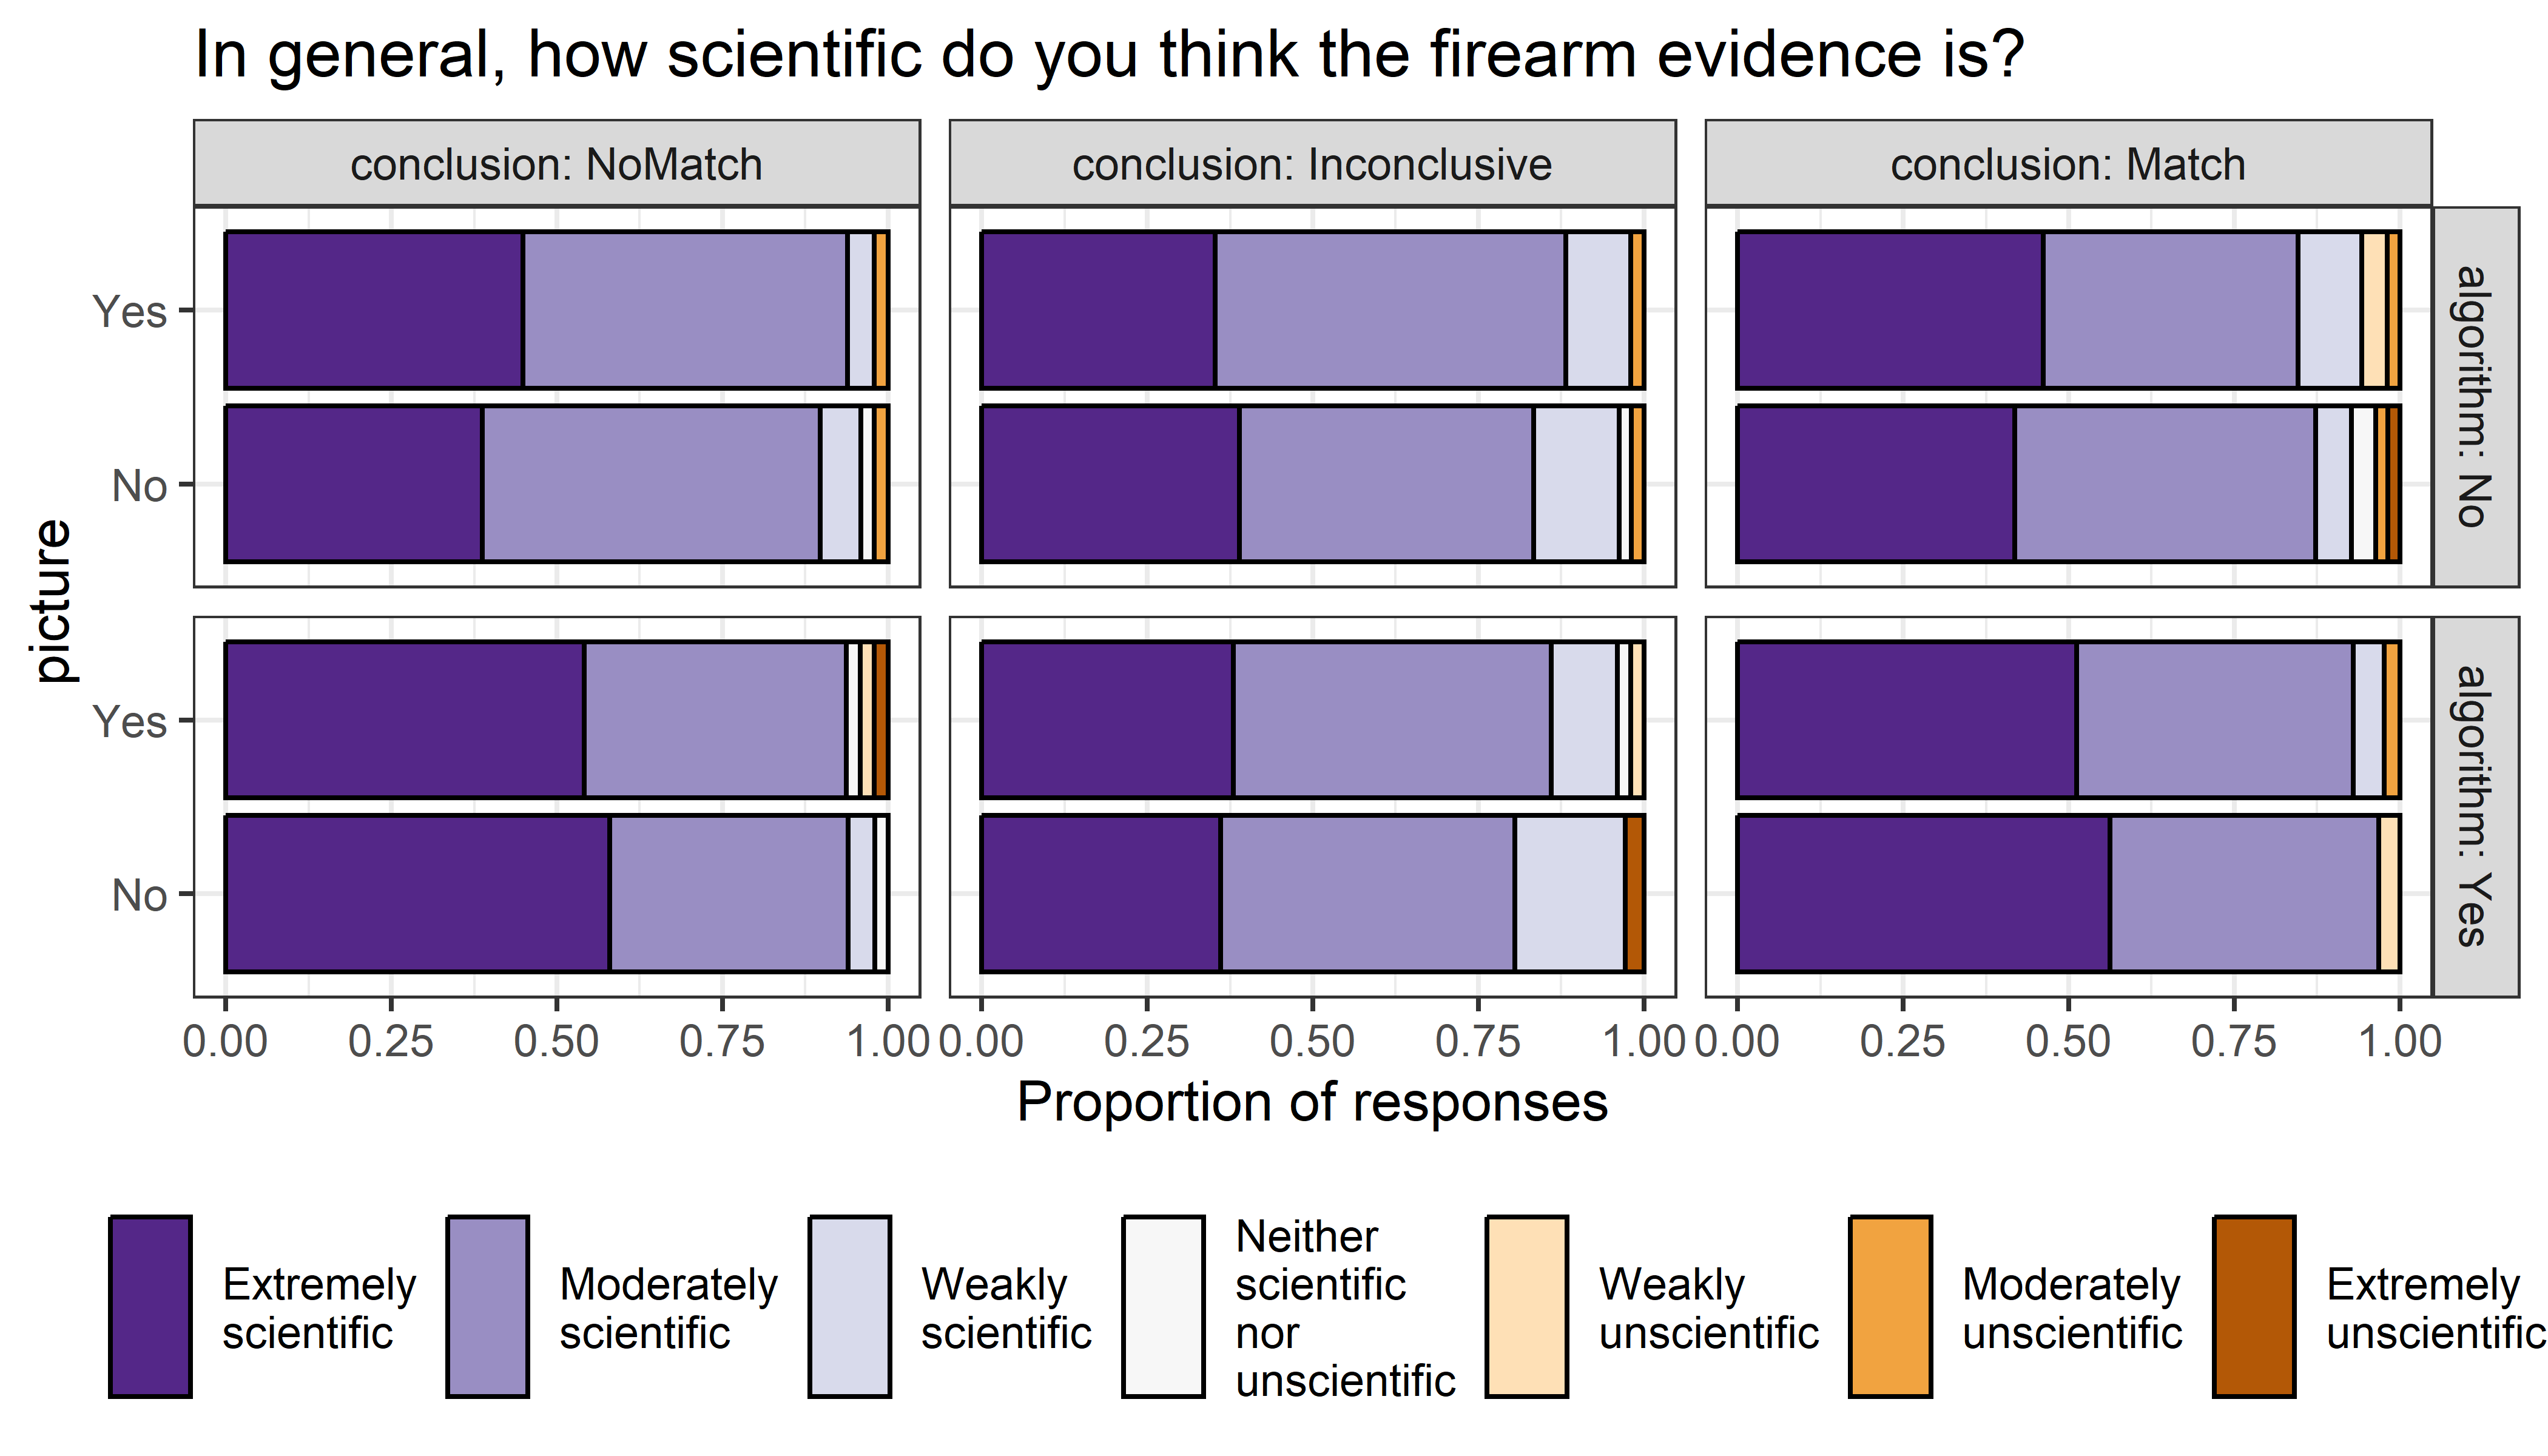 In general, how scientific do you think the firearm evidence is?
conclusion: NoMatch
conclusion: Inconclusive
conclusion: Match
Yes
No
algorithm: No
picture
Yes
No
algorithm: Yes
0.00 0.25 0.50 0.75 1.00 0.00 0.25 0.50 0.75 1.00 0.00 0.25 0.50 0.75 1.00
Proportion of responses
Extremely
scientific
Moderately
scientific
Weakly
scientific
Neither
scientific
nor
unscientific
Weakly
unscientific
Moderately
unscientific
Extremely
unscientific